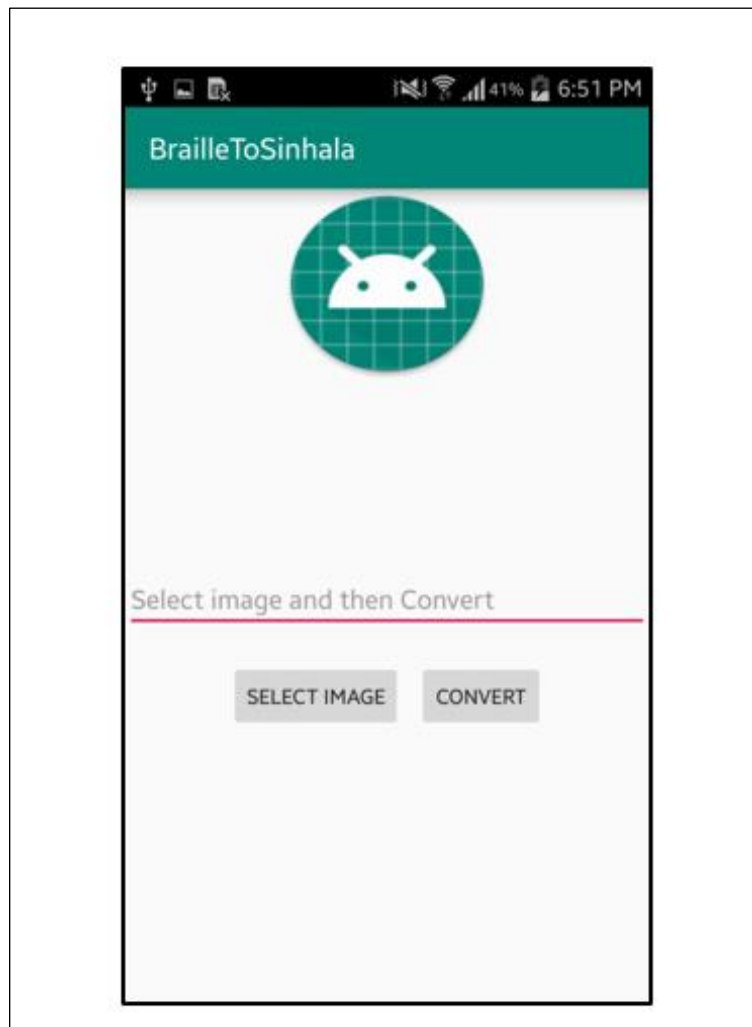 41% 6:51 PM
BrailleToSinhala
Select image and then Convert
SELECT IMAGE CONVERT